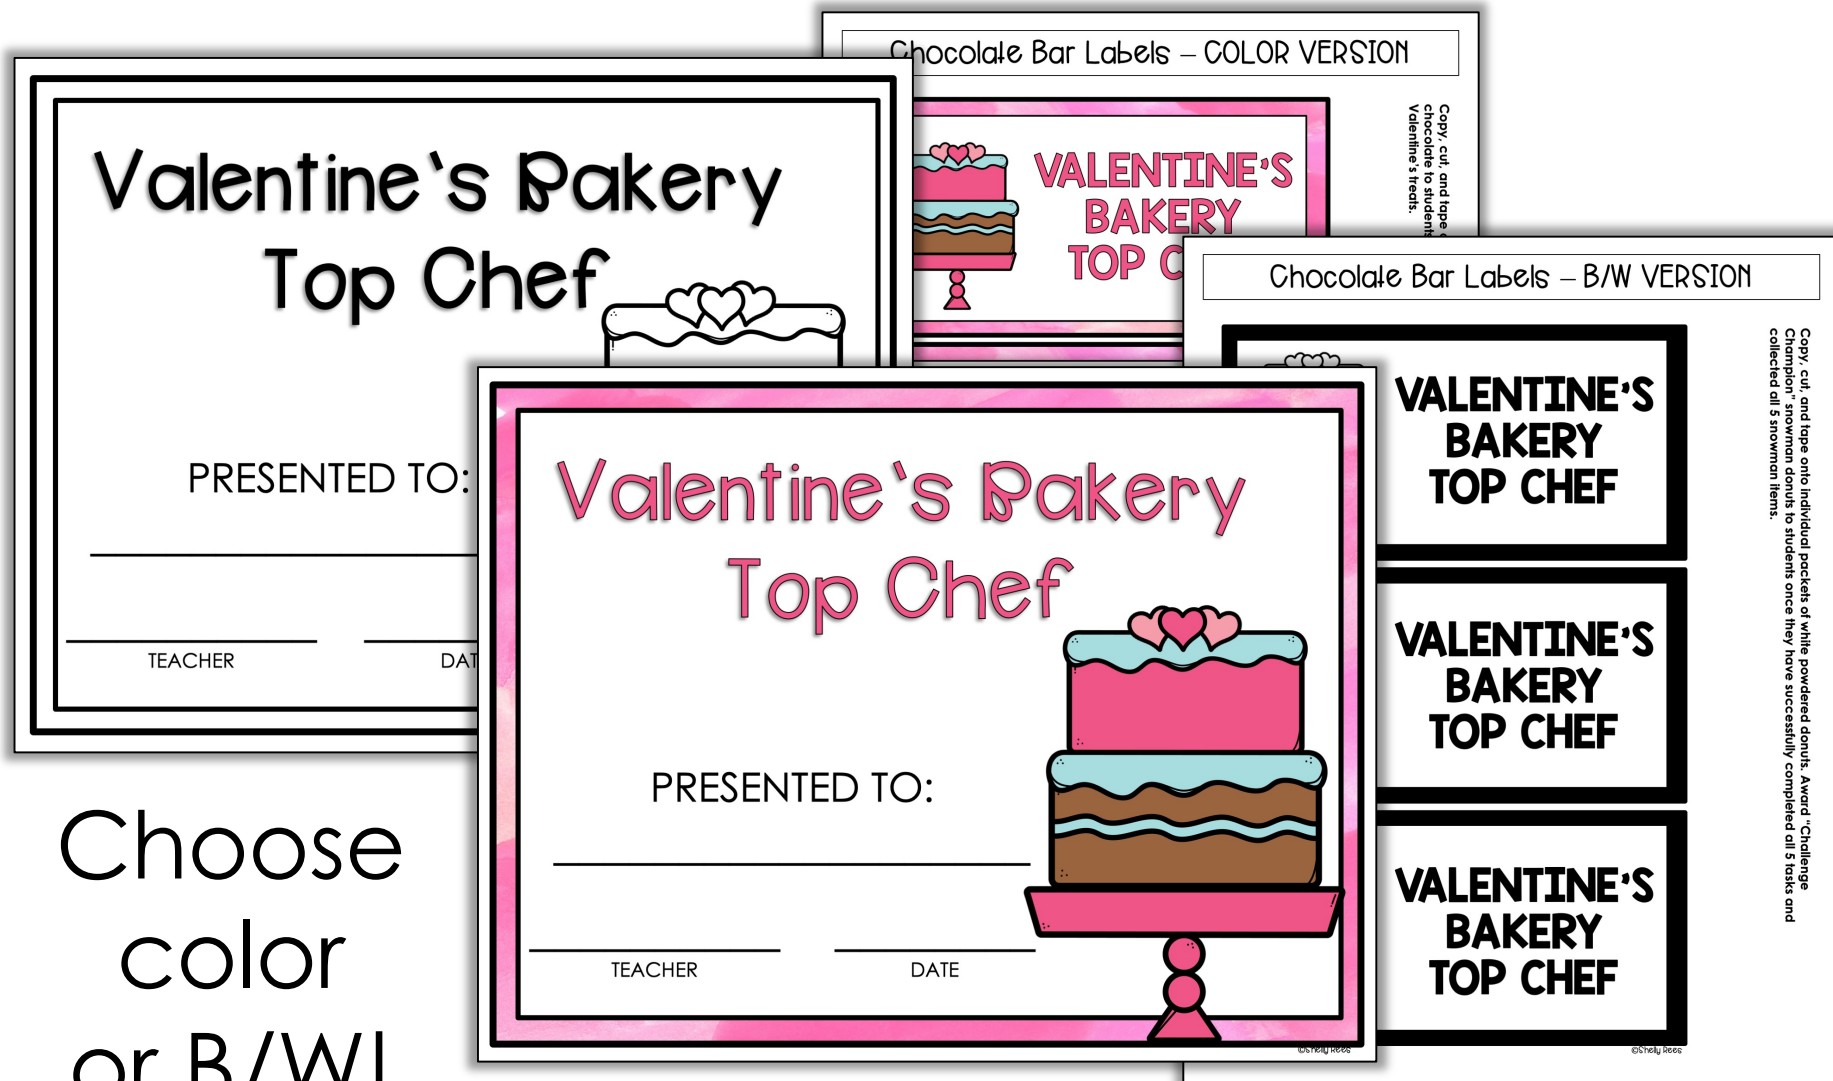 Chocolate Bar Labels – COLOR VERSION
Copy, cut, and tape
chocolate to students
Valentine's treats.
VALENTINE'S
BAKERY
TOP C
Valentine's Bakery
Top Chef
PRESENTED TO:
TEACHER
DAT
Chocolate Bar Labels – B/W VERSION
Copy, cut, and tape onto individual packets of white powdered donuts. Award "Challenge
Champion" snowman donuts to students once they have successfully completed all 5 tasks and
collected all 5 snowman items.
VALENTINE'S
BAKERY
TOP CHEF
VALENTINE'S
BAKERY
TOP CHEF
VALENTINE'S
BAKERY
TOP CHEF
©Shelly Rees
Valentine's Bakery
Top Chef
PRESENTED TO:
TEACHER DATE
©Shelly Rees
Choose
color
or B/W!